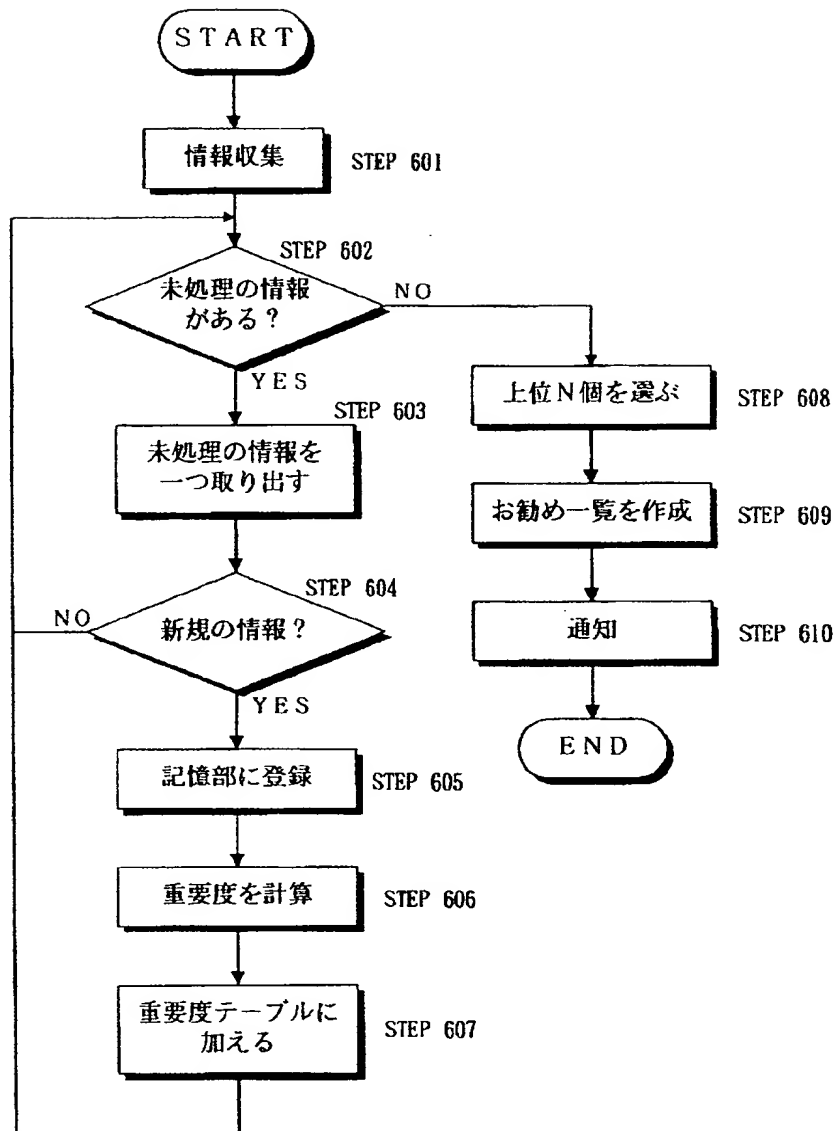 START
情報収集
STEP 601
STEP 602
未処理の情報
がある?
NO
YES
STEP 603
未処理の情報を
一つ取り出す
STEP 604
新規の情報?
NO
YES
記憶部に登録
STEP 605
重要度を計算
STEP 606
重要度テーブルに
加える
STEP 607
上位N個を選ぶ
STEP 608
お勧め一覧を作成
STEP 609
通知
STEP 610
END